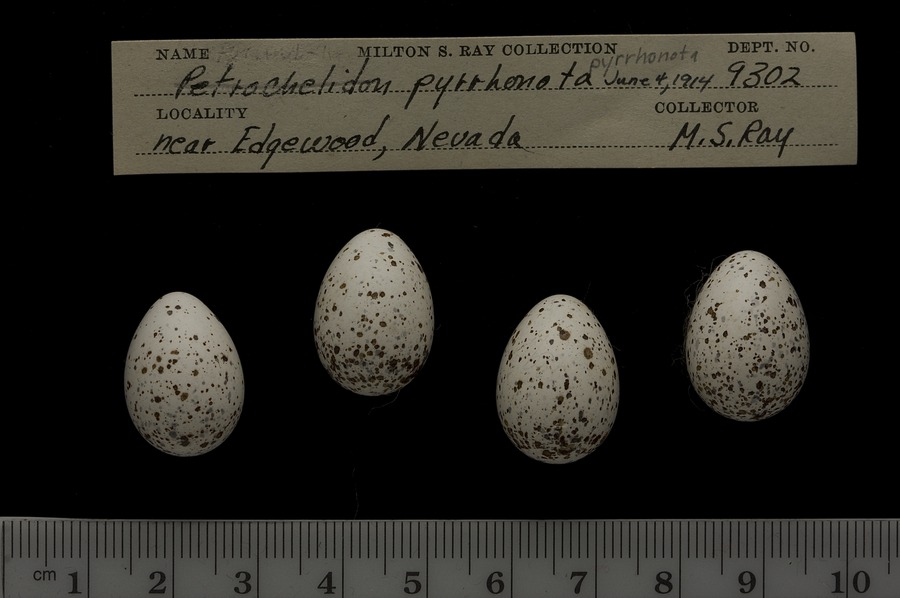 NAME MILTON S. RAY COLLECTION DEPT. NO.
pyrrhonota
Petrochelidon pyrrhonota June 4, 1914 9302
LOCALITY COLLECTOR
near Edgewood, Nevada M.S. Ray
cm 1 2 3 4 5 6 7 8 9 10